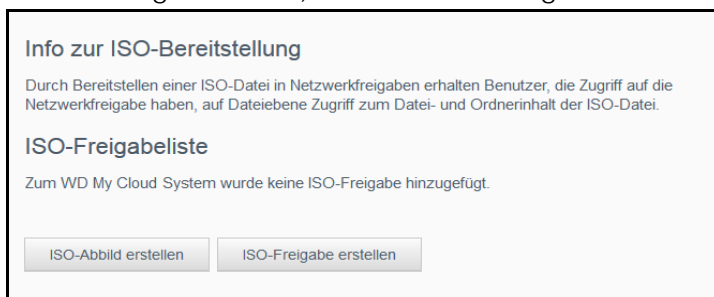 Info zur ISO-Bereitstellung
Durch Bereitstellen einer ISO-Datei in Netzwerkfreigaben erhalten Benutzer, die Zugriff auf die
Netzwerkfreigabe haben, auf Dateiebene Zugriff zum Datei- und Ordnerinhalt der ISO-Datei.
ISO-Freigabeliste
Zum WD My Cloud System wurde keine ISO-Freigabe hinzugefügt.
ISO-Abbild erstellen ISO-Freigabe erstellen